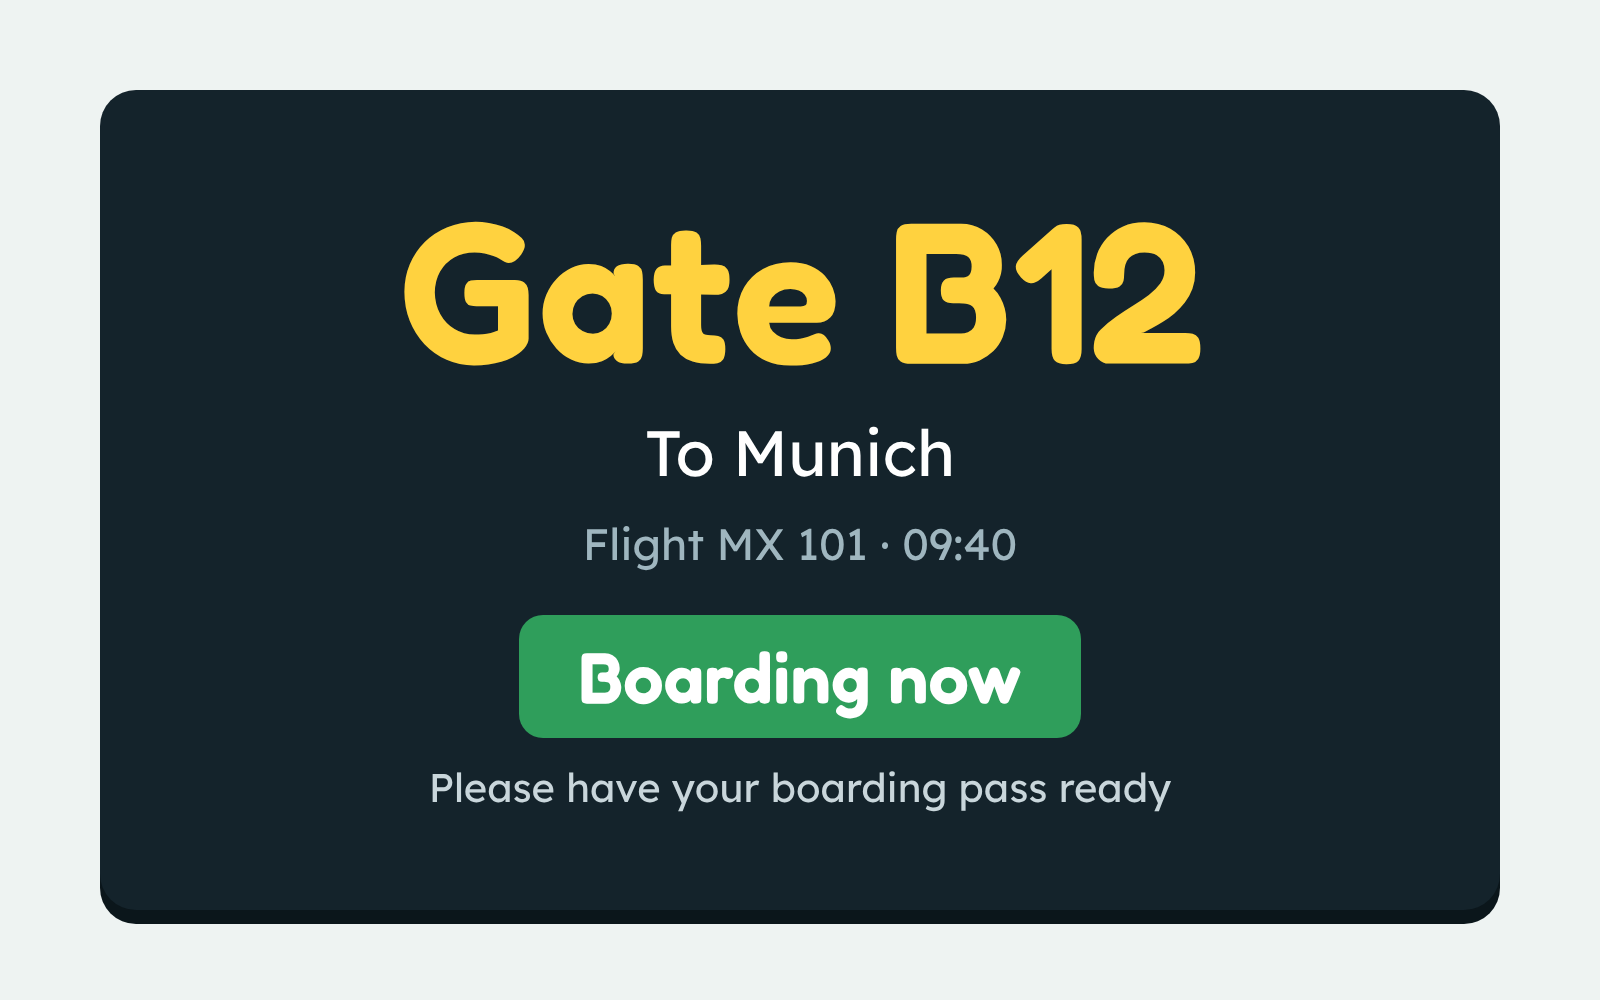 Gate B12
To Munich
Flight MX 101 · 09:40
Boarding now
Please have your boarding pass ready